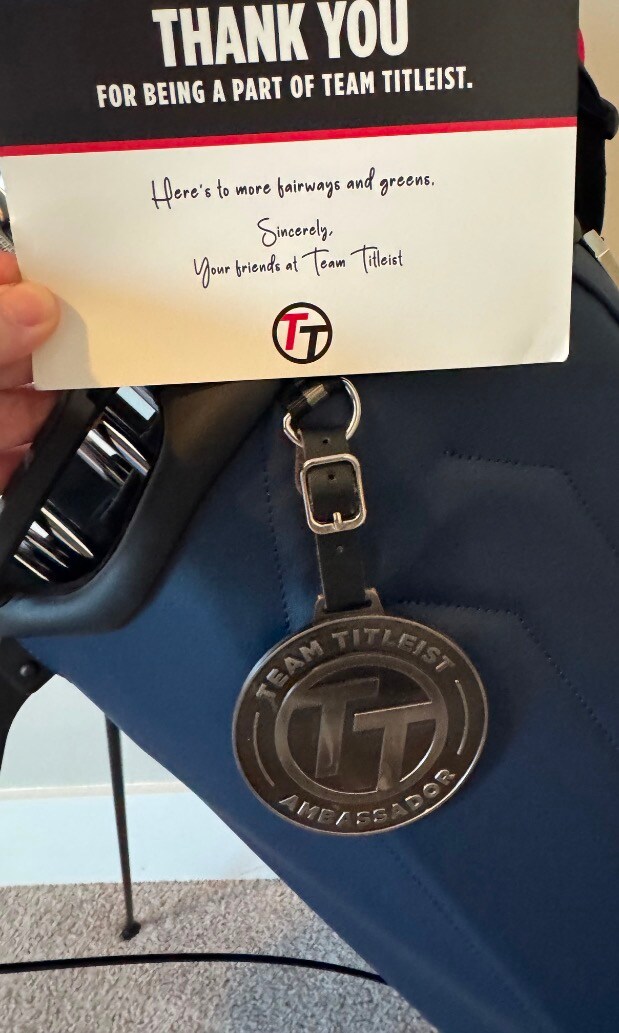 THANK YOU
FOR BEING A PART OF TEAM TITLEIST.
Here's to more fairways and greens.
Sincerely,
Your friends at Team Titleist
TT
TEAM TITLEIST
TT
AMBASSADOR